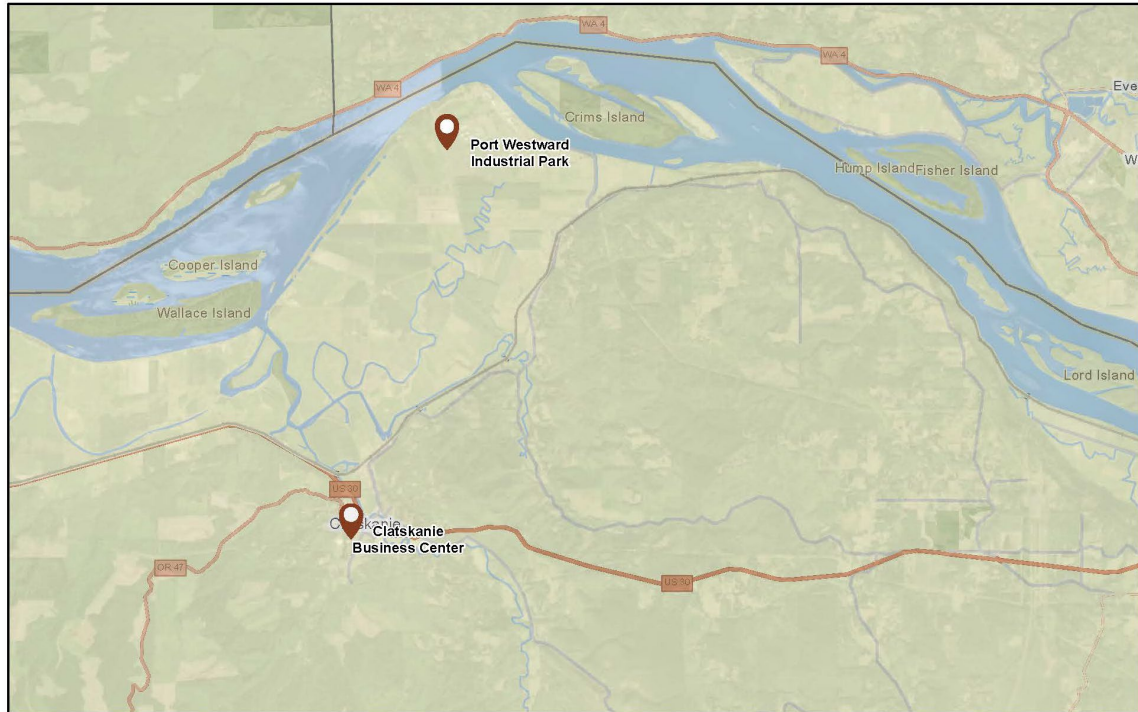 WA 4
WA 4
WA 4
Eve
Crims Island
Port Westward
Industrial Park
W
Hump Island
Fisher Island
Cooper Island
Wallace Island
Lord Island
US 30
Clatskanie
Clatskanie
Business Center
OR 47
US 30